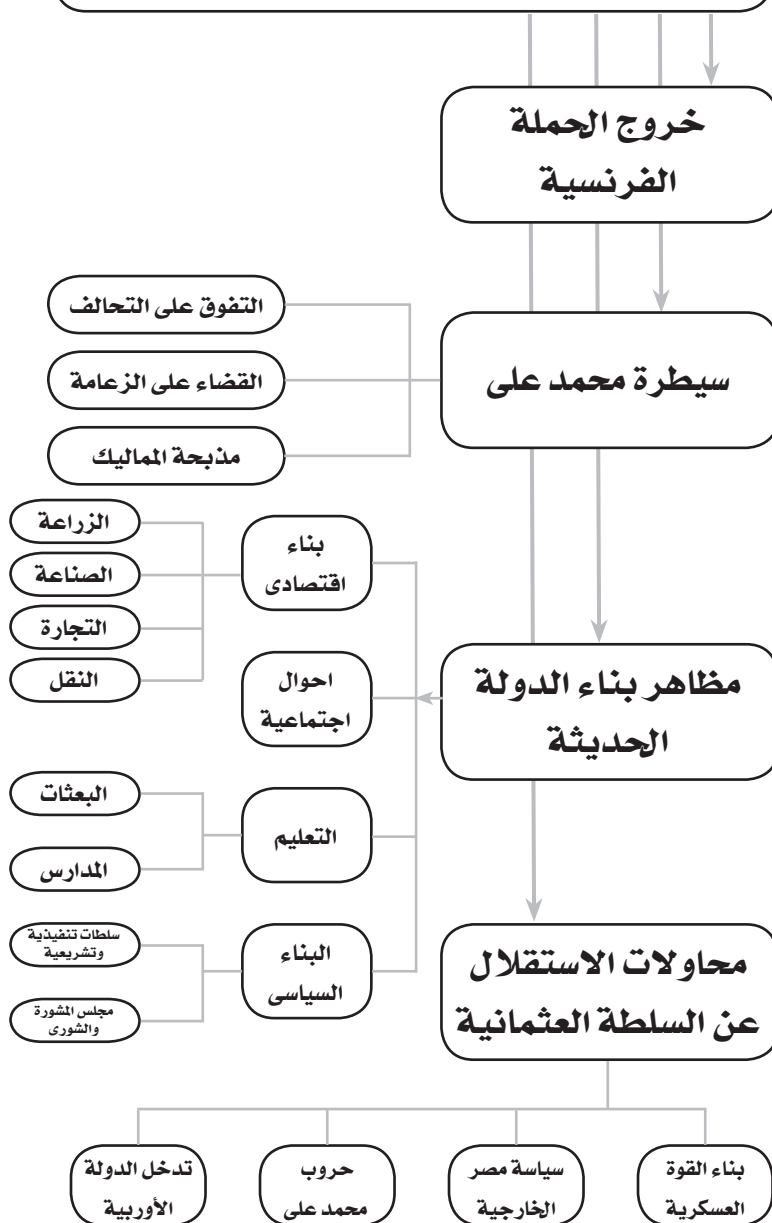 خروج الحملة
الفرنسية
سيطرة محمد على
التفوق على التحالف
القضاء على الزعامة
مذبحة المماليك
مظاهر بناء الدولة
الحديثة
بناء
اقتصادى
الزراعة
الصناعة
التجارة
النقل
احوال
اجتماعية
التعليم
البعثات
المدارس
البناء
السياسى
سلطات تنفيذية
وتشريعية
مجلس المشورة
والشورى
محاولات الاستقلال
عن السلطة العثمانية
بناء القوة
العسكرية
سياسة مصر
الخارجية
حروب
محمد على
تدخل الدولة
الأوربية